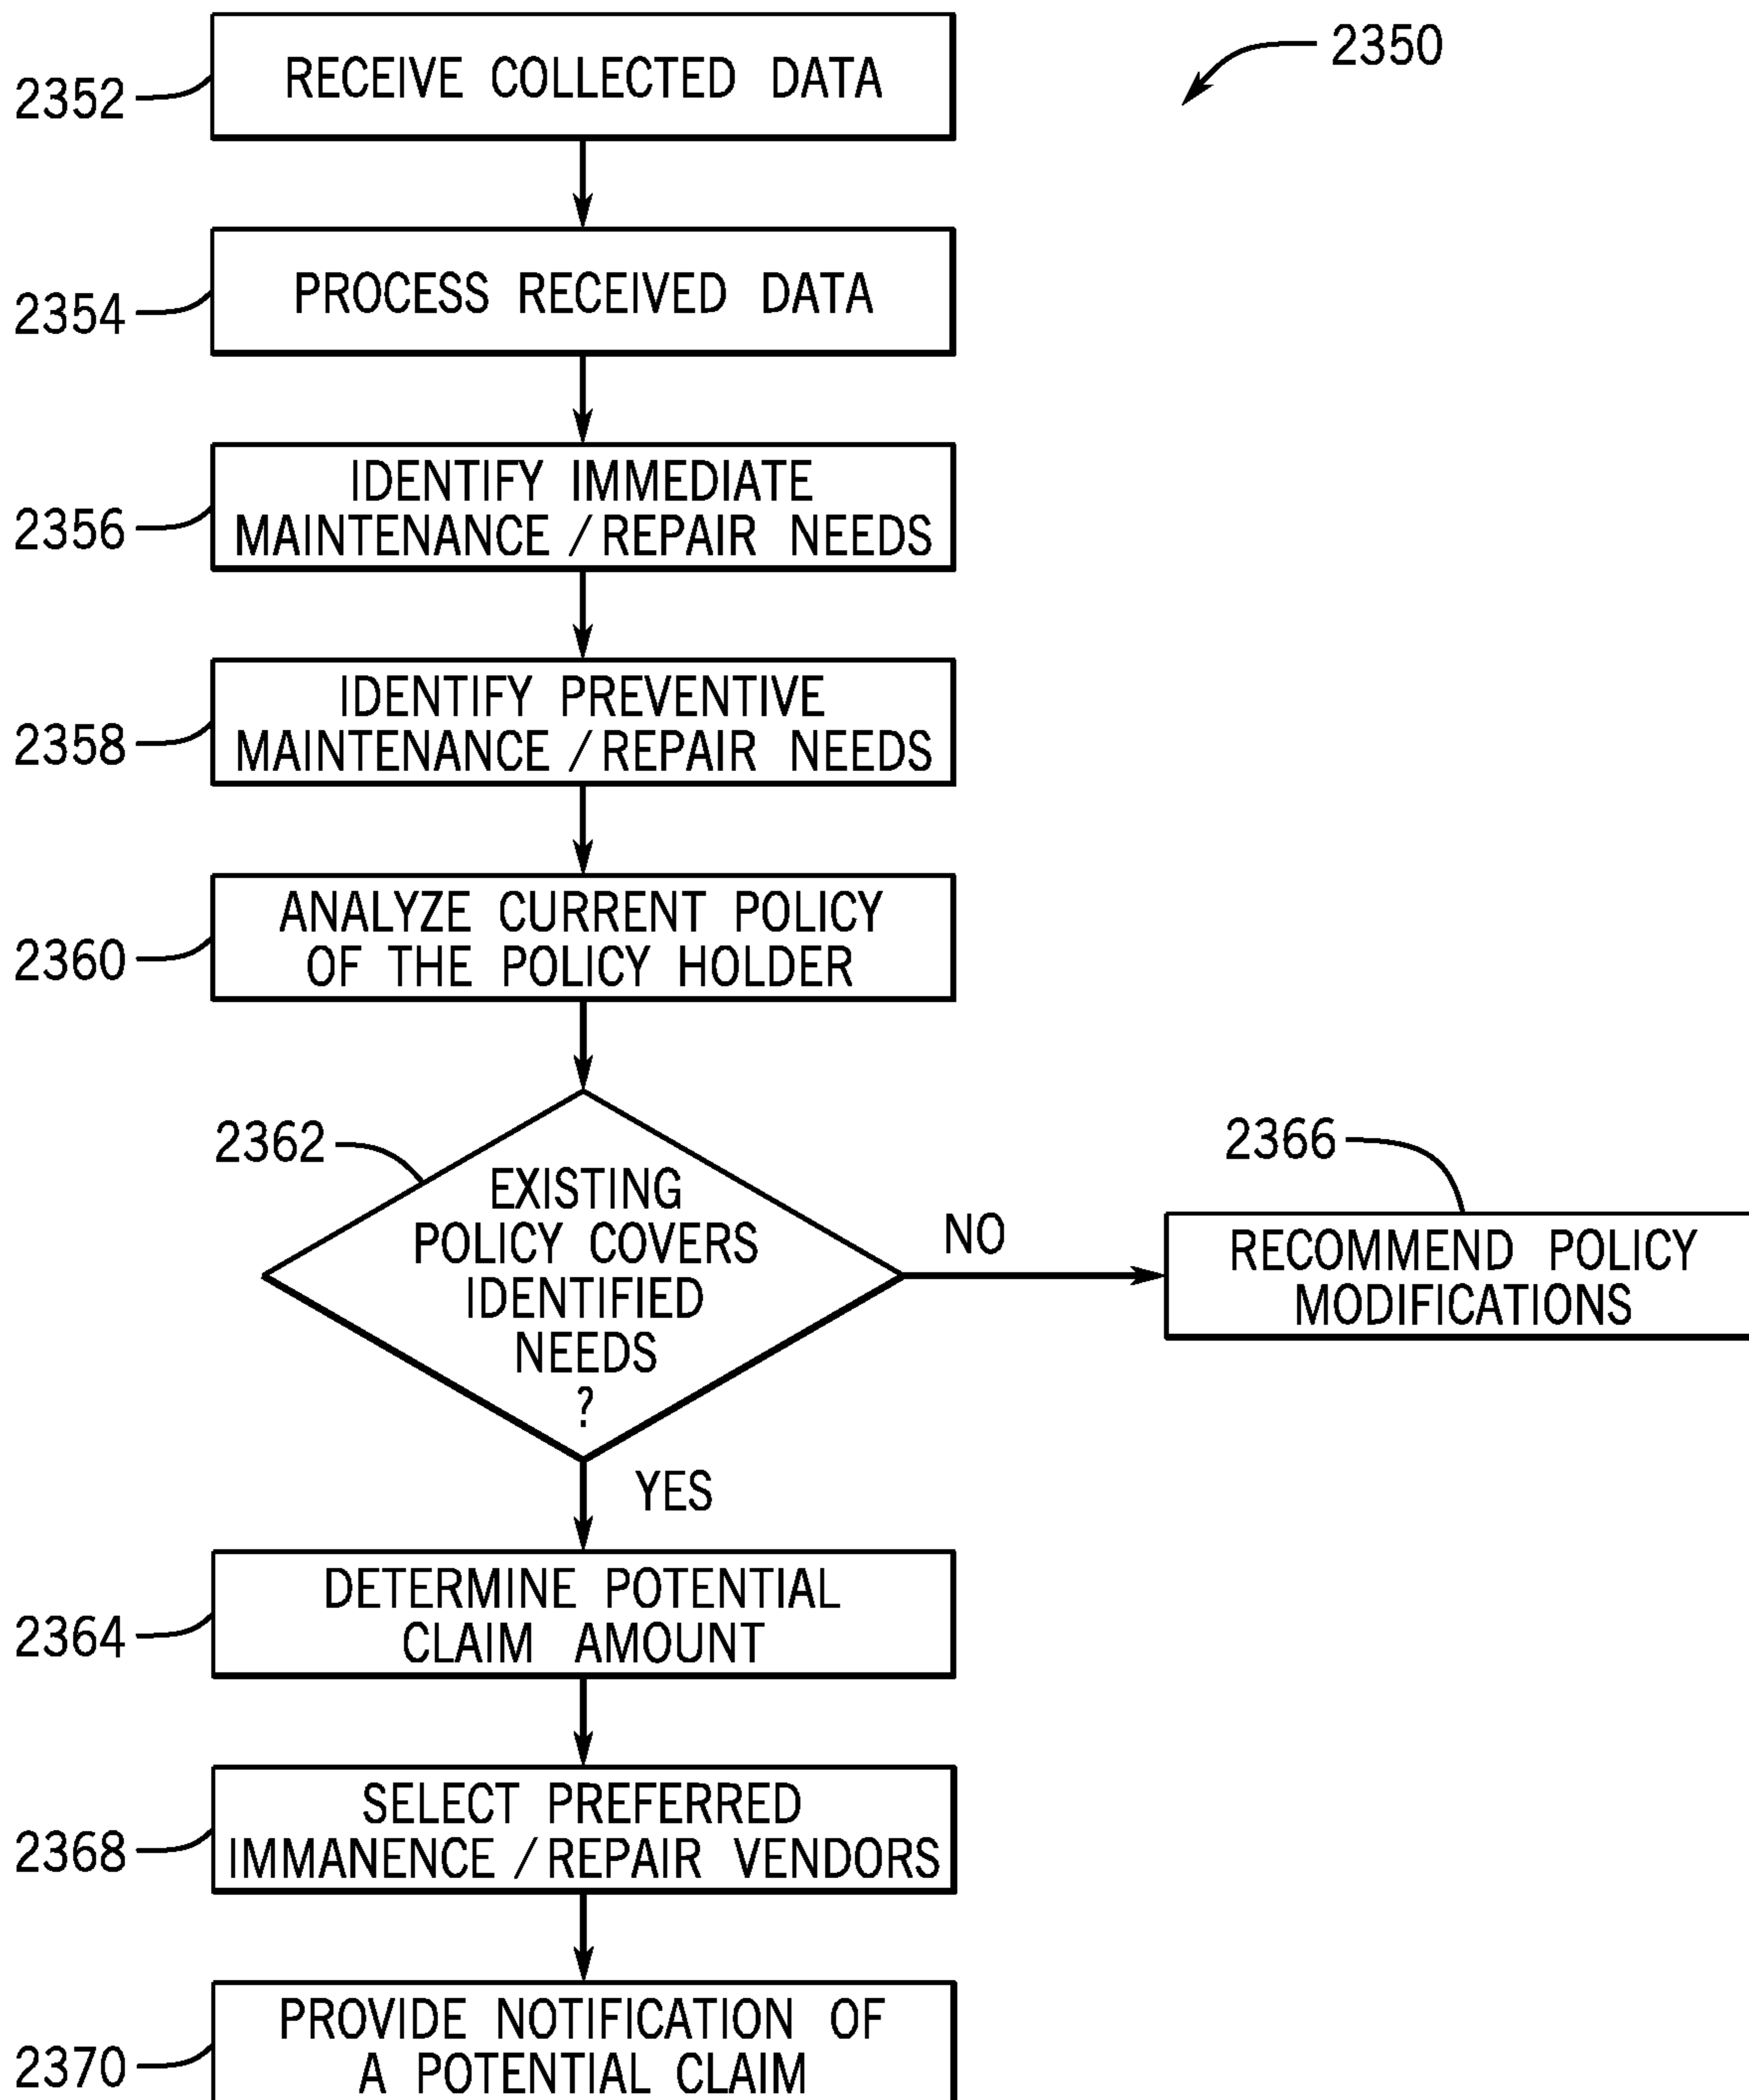 2350
2352
RECEIVE COLLECTED DATA
2354
PROCESS RECEIVED DATA
2356
IDENTIFY IMMEDIATE
MAINTENANCE / REPAIR NEEDS
2358
IDENTIFY PREVENTIVE
MAINTENANCE / REPAIR NEEDS
2360
ANALYZE CURRENT POLICY
OF THE POLICY HOLDER
2362
EXISTING
POLICY COVERS
IDENTIFIED
NEEDS
?
NO
2366
RECOMMEND POLICY
MODIFICATIONS
YES
2364
DETERMINE POTENTIAL
CLAIM AMOUNT
2368
SELECT PREFERRED
IMMANENCE / REPAIR VENDORS
2370
PROVIDE NOTIFICATION OF
A POTENTIAL CLAIM